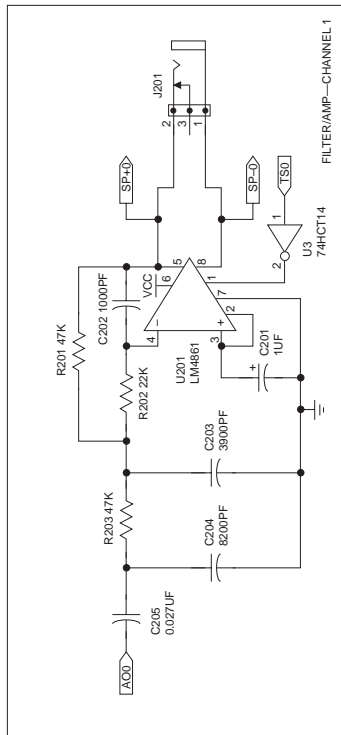 FILTER/AMP—CHANNEL 1
AO0
C205
0.027UF
R203 47K
C204
8200PF
C203
3900PF
R202 22K
R201 47K
C202 1000PF
VCC
6
4
5
8
3
2
7
1
U201
LM4861
C201
1UF
SP+0
SP–0
J201
2
3
1
TS0
1
2
U3
74HCT14